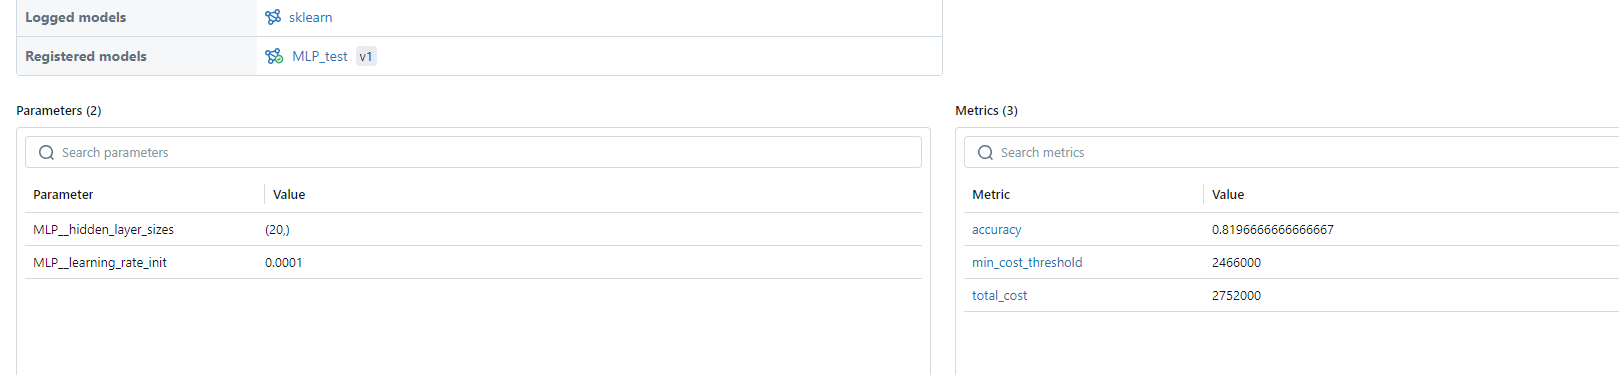 Logged models sklearn
Registered models MLP_test v1
Parameters (2)
Metrics (3)
Search parameters
Search metrics
Parameter Value
Metric Value
MLP__hidden_layer_sizes (20,)
accuracy 0.8196666666666667
MLP__learning_rate_init 0.0001
min_cost_threshold 2466000
total_cost 2752000